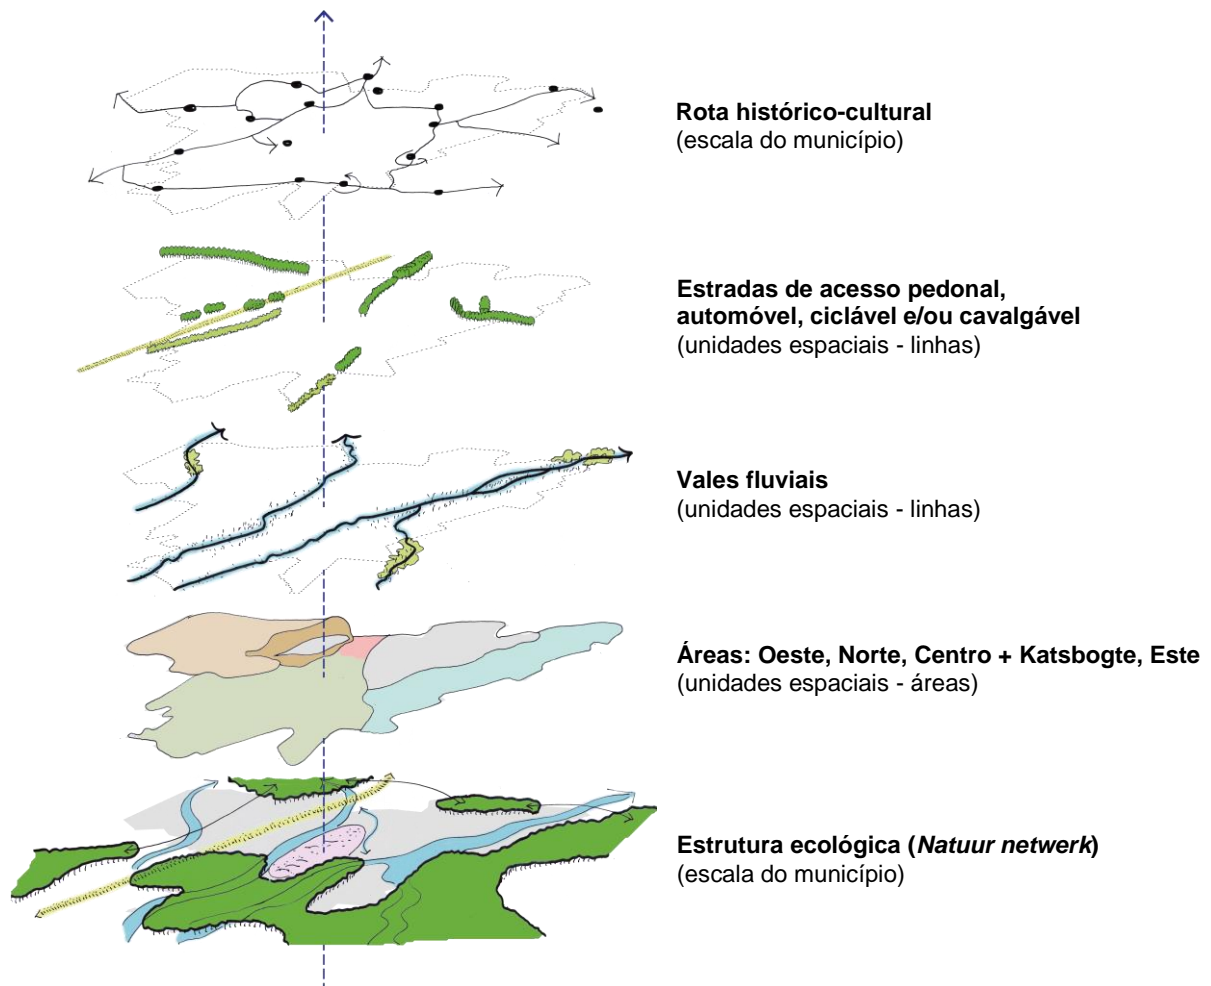 Rota histórico-cultural
(escala do município)
Estradas de acesso pedonal,
automóvel, ciclável e/ou cavalgável
(unidades espaciais - linhas)
Vales fluviais
(unidades espaciais - linhas)
Áreas: Oeste, Norte, Centro + Katsbogte, Este
(unidades espaciais - áreas)
Estrutura ecológica (Natuur netwerk)
(escala do município)